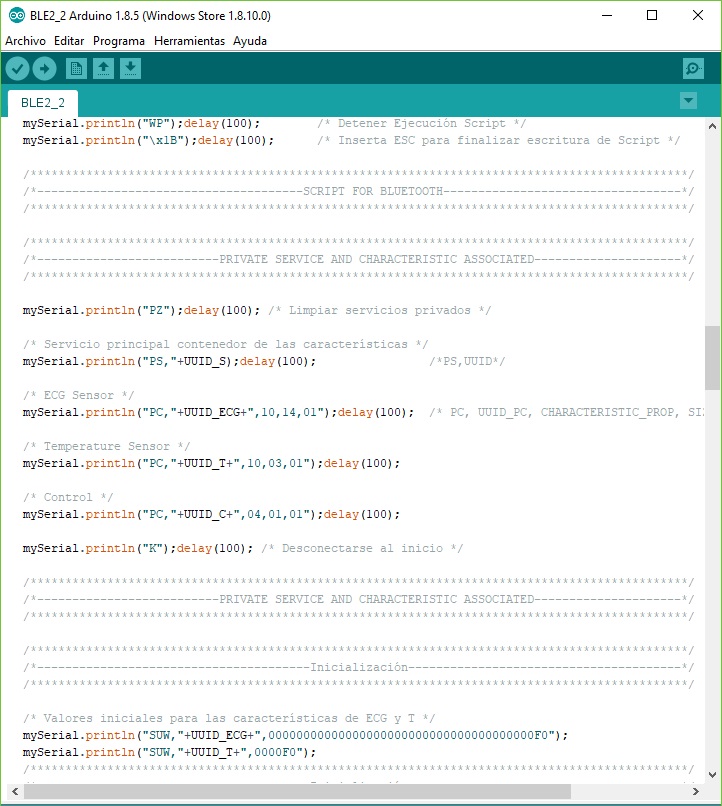 BLE2_2 Arduino 1.8.5 (Windows Store 1.8.10.0)
Archivo Editar Programa Herramientas Ayuda
BLE2_2
mySerial.println("WP");delay(100); /* Detener Ejecución Script */
mySerial.println("\x1B");delay(100); /* Inserta ESC para finalizar escritura de Script */
/**********************************************************************************************/
/*--------------------------------------SCRIPT FOR BLUETOOTH----------------------------------*/
/**********************************************************************************************/
/**********************************************************************************************/
/*--------------------------PRIVATE SERVICE AND CHARACTERISTIC ASSOCIATED---------------------*/
/**********************************************************************************************/
mySerial.println("PZ");delay(100); /* Limpiar servicios privados */
/* Servicio principal contenedor de las características */
mySerial.println("PS,"+UUID_S);delay(100); /*PS,UUID*/
/* ECG Sensor */
mySerial.println("PC,"+UUID_ECG+",10,14,01");delay(100); /* PC, UUID_PC, CHARACTERISTIC_PROP, SI
/* Temperature Sensor */
mySerial.println("PC,"+UUID_T+",10,03,01");delay(100);
/* Control */
mySerial.println("PC,"+UUID_C+",04,01,01");delay(100);
mySerial.println("K");delay(100); /* Desconectarse al inicio */
/**********************************************************************************************/
/*--------------------------PRIVATE SERVICE AND CHARACTERISTIC ASSOCIATED---------------------*/
/**********************************************************************************************/
/**********************************************************************************************/
/*---------------------------------------Inicialización---------------------------------------*/
/**********************************************************************************************/
/* Valores iniciales para las características de ECG y T */
mySerial.println("SUW,"+UUID_ECG+",00000000000000000000000000000000000000F0");
mySerial.println("SUW,"+UUID_T+",0000F0");
/**********************************************************************************************/